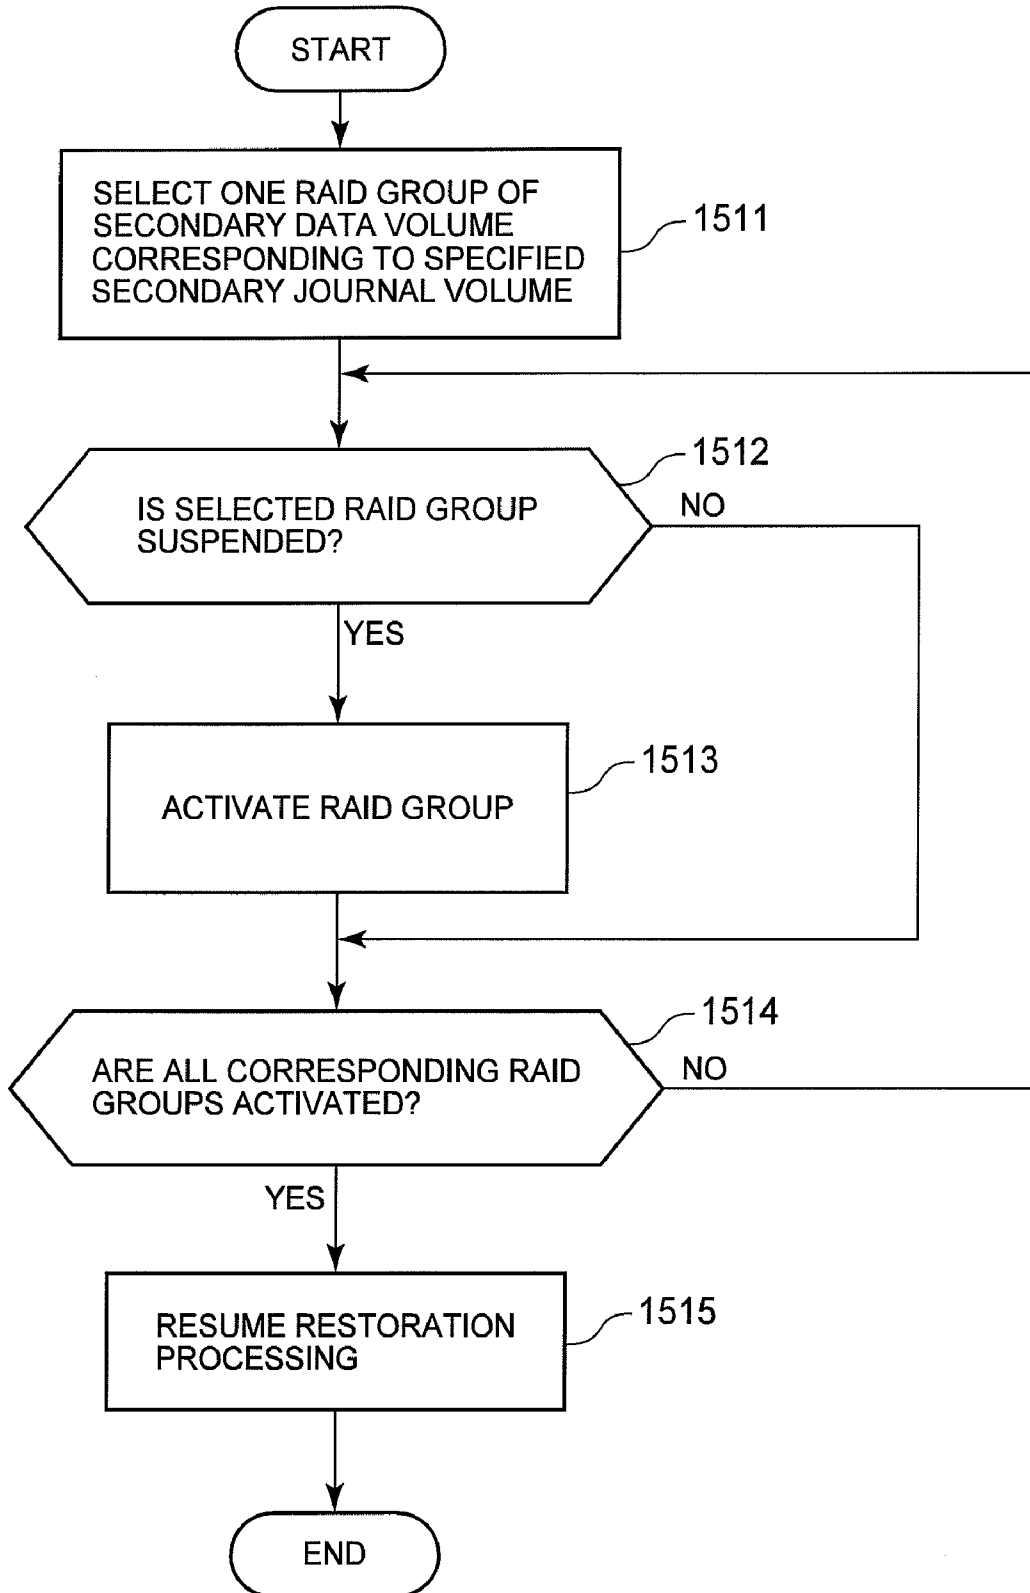 START
SELECT ONE RAID GROUP OF
SECONDARY DATA VOLUME
CORRESPONDING TO SPECIFIED
SECONDARY JOURNAL VOLUME
1511
1512
IS SELECTED RAID GROUP
SUSPENDED?
NO
YES
1513
ACTIVATE RAID GROUP
1514
ARE ALL CORRESPONDING RAID
GROUPS ACTIVATED?
NO
YES
1515
RESUME RESTORATION
PROCESSING
END